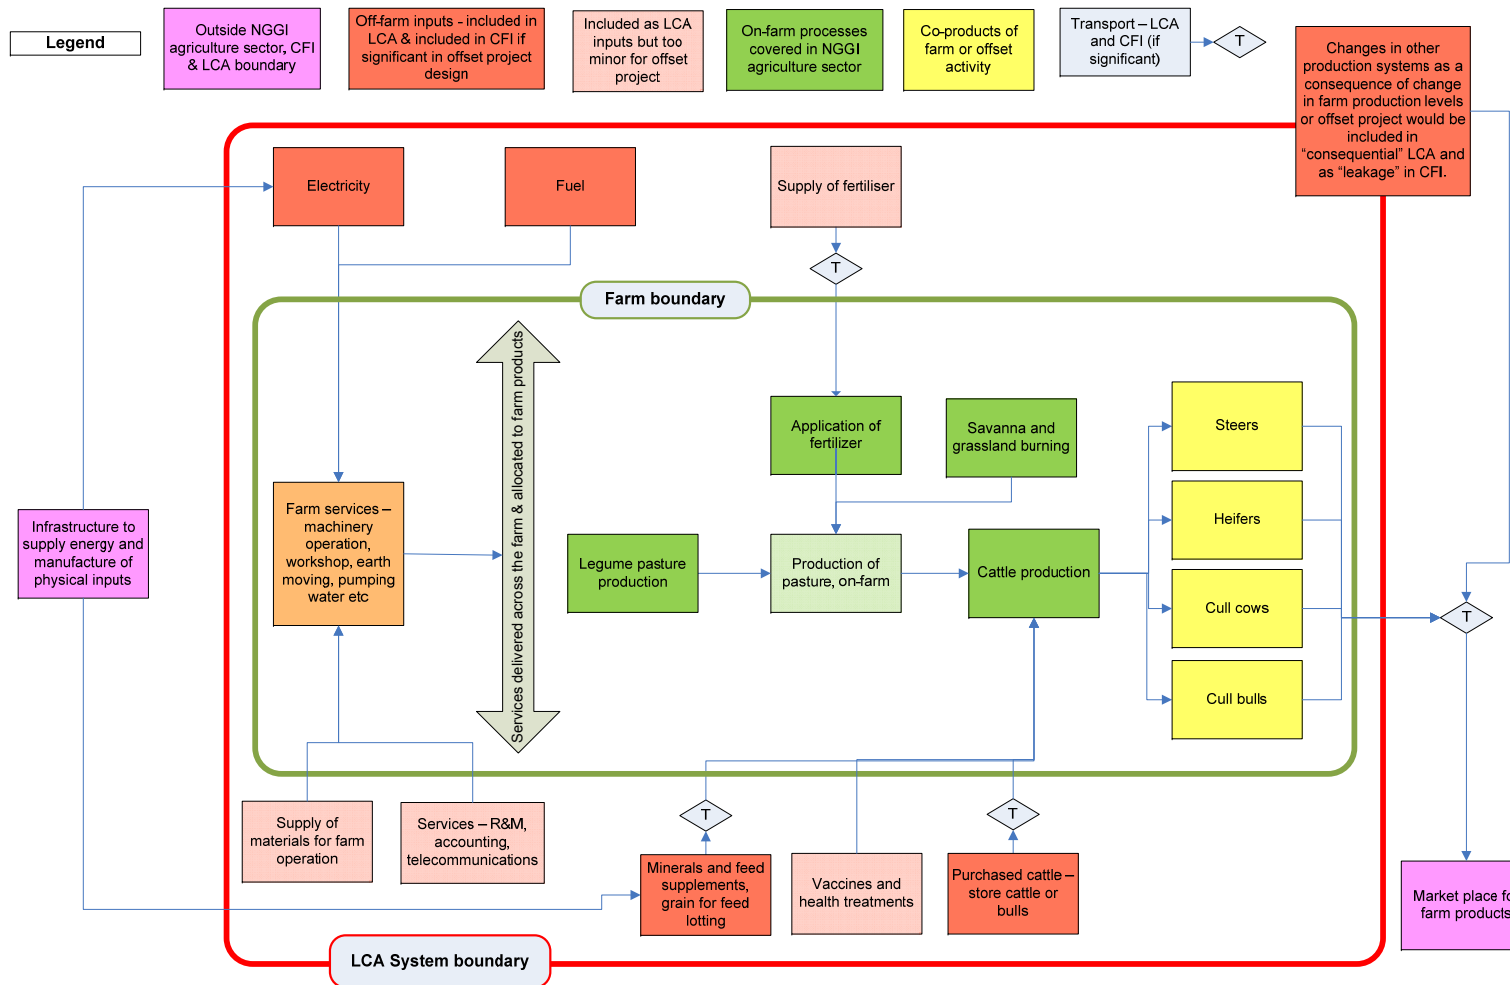 Legend
Outside NGGI
agriculture sector, CFI
& LCA boundary
Off-farm inputs - included in
LCA & included in CFI if
significant in offset project
design
Included as LCA
inputs but too
minor for offset
project
On-farm processes
covered in NGGI
agriculture sector
Co-products of
farm or offset
activity
Transport – LCA
and CFI (if
significant)
T
Changes in other
production systems as a
consequence of change
in farm production levels
or offset project would be
included in
“consequential” LCA and
as “leakage” in CFI.
Electricity
Fuel
Supply of fertiliser
T
Farm boundary
Services delivered across the farm & allocated to farm products
Application of
fertilizer
Savanna and
grassland burning
Steers
Infrastructure to
supply energy and
manufacture of
physical inputs
Farm services –
machinery
operation,
workshop, earth
moving, pumping
water etc
Legume pasture
production
Production of
pasture, on-farm
Cattle production
Heifers
Cull cows
T
Cull bulls
Supply of
materials for farm
operation
Services – R&M,
accounting,
telecommunications
T
T
Minerals and feed
supplements,
grain for feed
lotting
Vaccines and
health treatments
Purchased cattle –
store cattle or
bulls
Market place fo
farm products
LCA System boundary